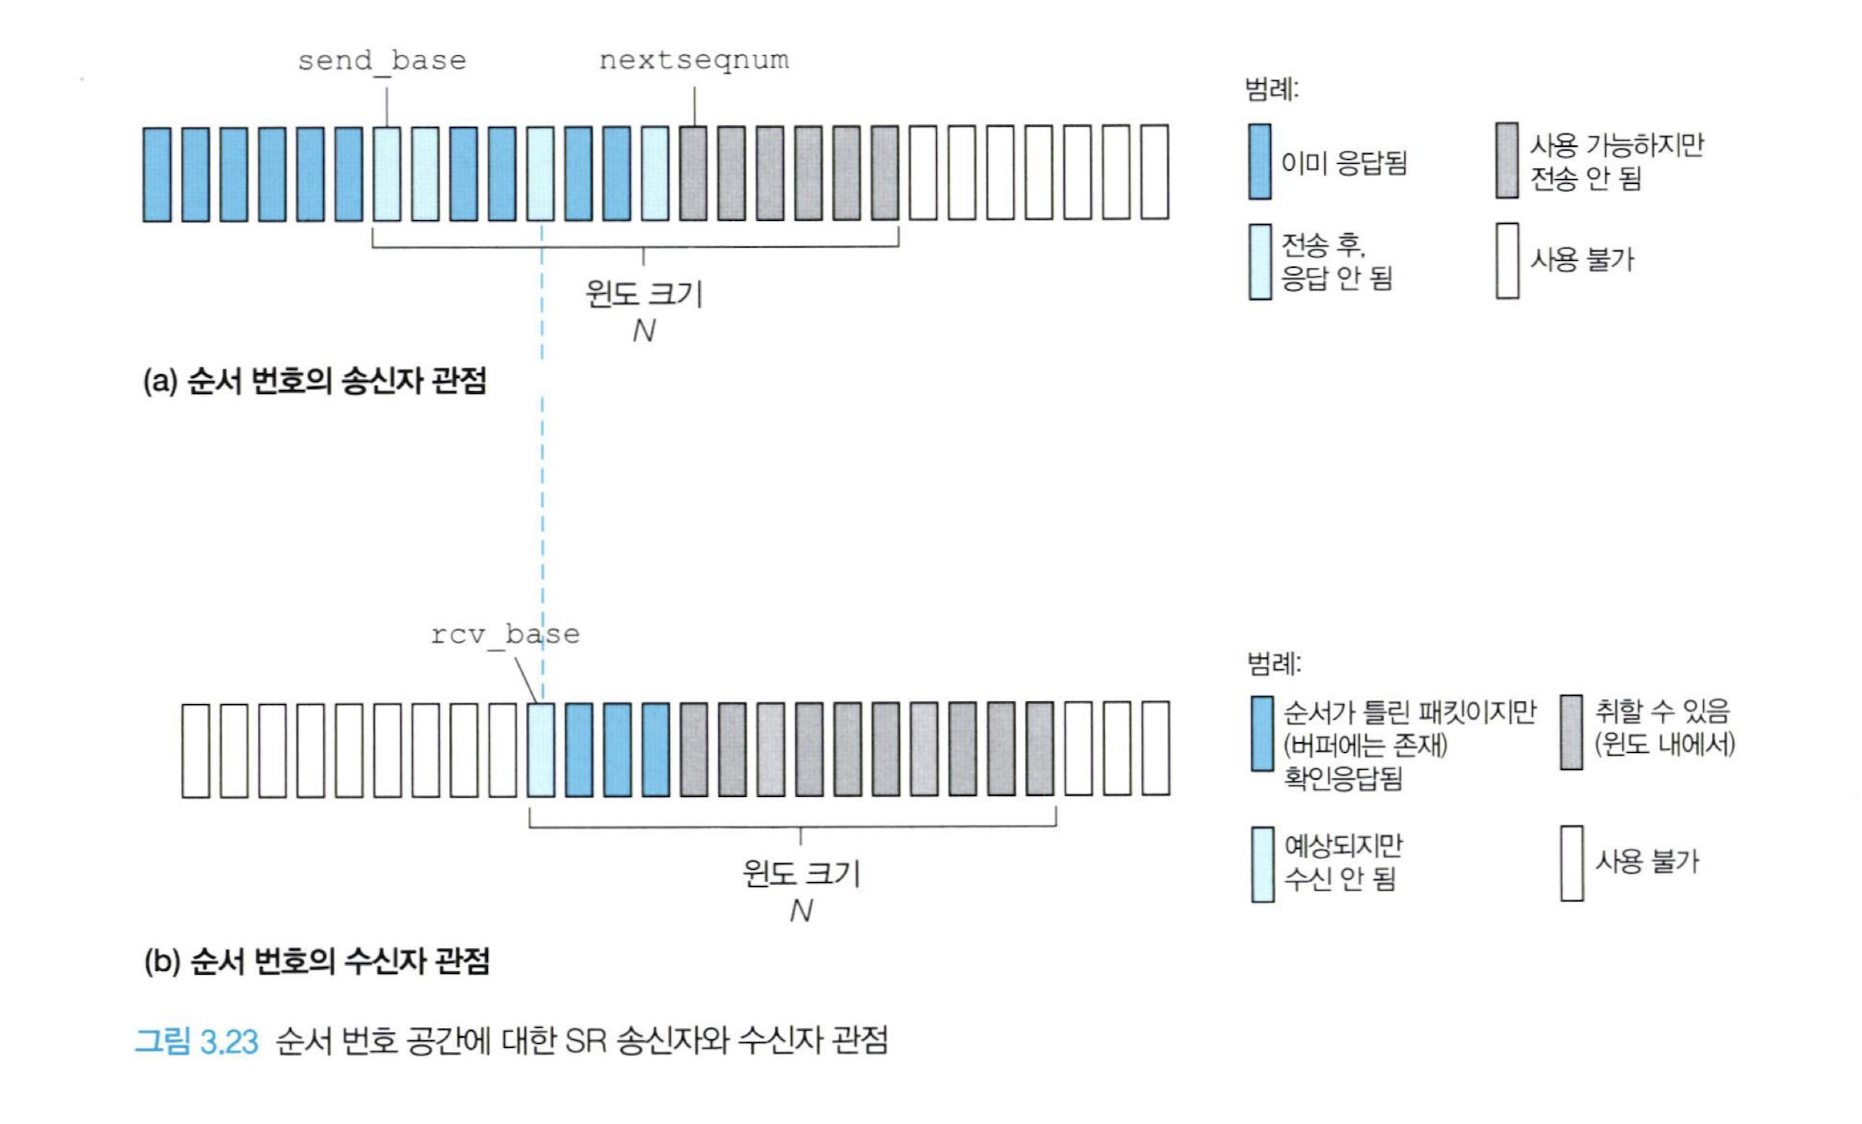 send_base
nextseqnum
범례:
이미 응답됨
사용 가능하지만
전송 안 됨
전송 후,
응답 안 됨
사용 불가
윈도 크기
N
(a) 순서 번호의 송신자 관점
rcv_base
범례:
순서가 틀린 패킷이지만
(버퍼에는 존재)
확인응답됨
취할 수 있음
(윈도 내에서)
예상되지만
수신 안 됨
사용 불가
윈도 크기
N
(b) 순서 번호의 수신자 관점
그림 3.23 순서 번호 공간에 대한 SR 송신자와 수신자 관점